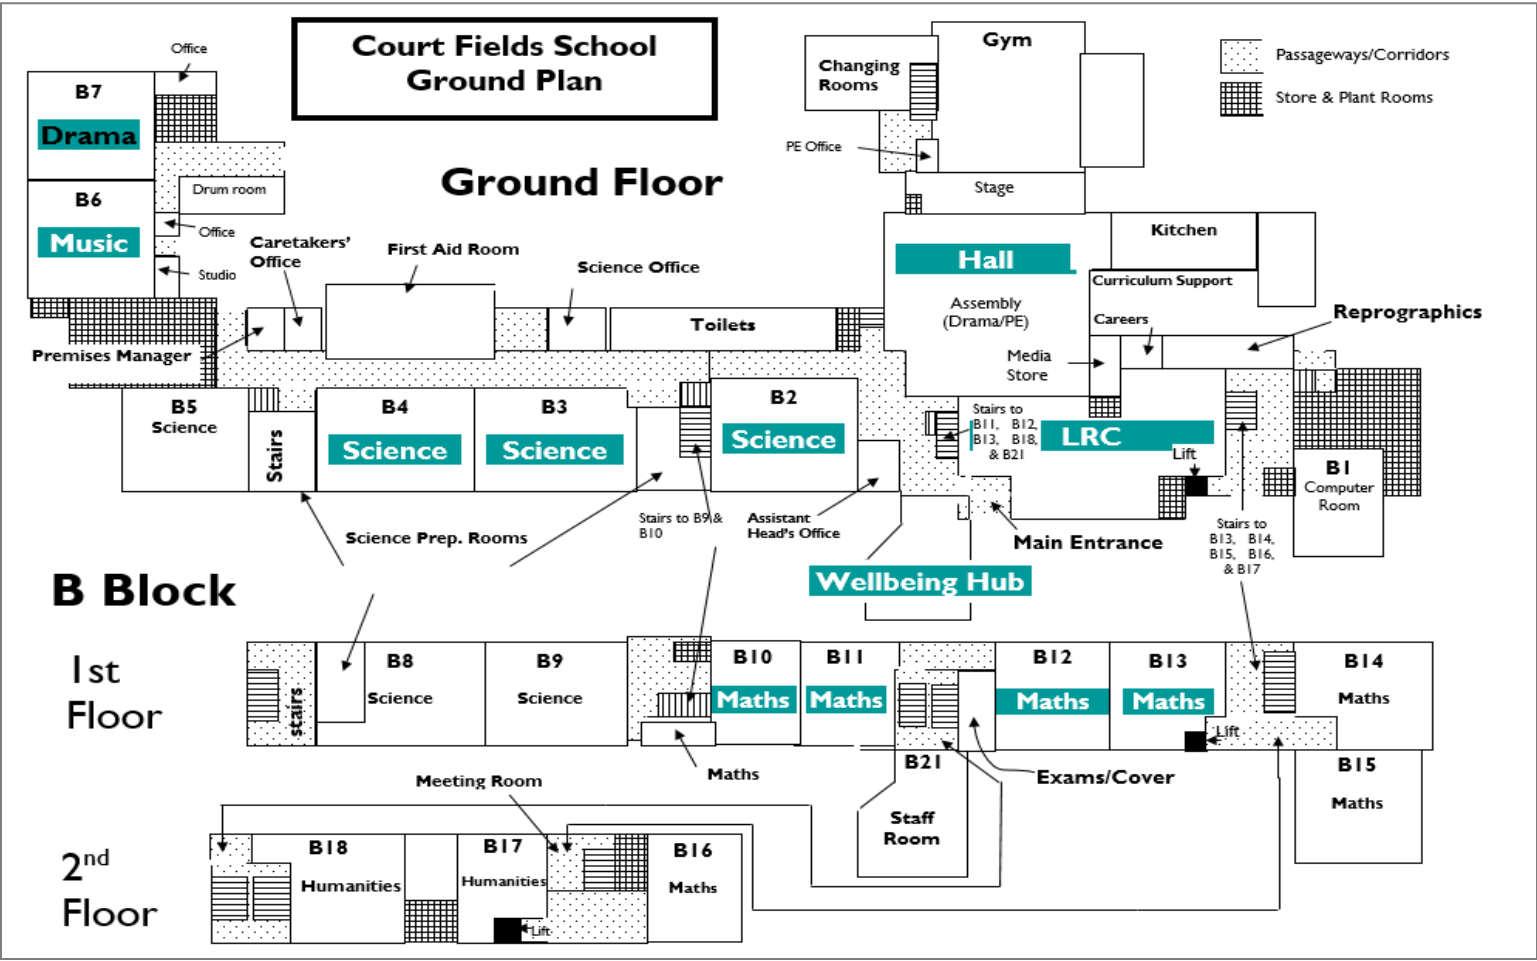 Court Fields School
Ground Plan
Passageways/Corridors
Store & Plant Rooms
Office
B7
Drama
Drum room
B6
Music
Office
Studio
Ground Floor
Gym
Changing
Rooms
PE Office
Stage
Kitchen
Hall
Assembly
(Drama/PE)
Curriculum Support
Careers
Reprographics
Media
Store
Caretakers'
Office
First Aid Room
Science Office
Toilets
Premises Manager
B5
Science
Stairs
B4
Science
B3
Science
B2
Science
Stairs to
B11, B12,
B13, B18,
& B21
LRC
Lift
B1
Computer
Room
Science Prep. Rooms
Stairs to B9 &
B10
Assistant
Head's Office
Main Entrance
Stairs to
B13, B14,
B15, B16,
& B17
Wellbeing Hub
B Block
1st
Floor
stairs
B8
Science
B9
Science
B10
Maths
B11
Maths
B12
Maths
B13
Maths
Lift
B14
Maths
Maths
B21
Staff
Room
Exams/Cover
B15
Maths
Meeting Room
2nd
Floor
B18
Humanities
B17
Humanities
Lift
B16
Maths